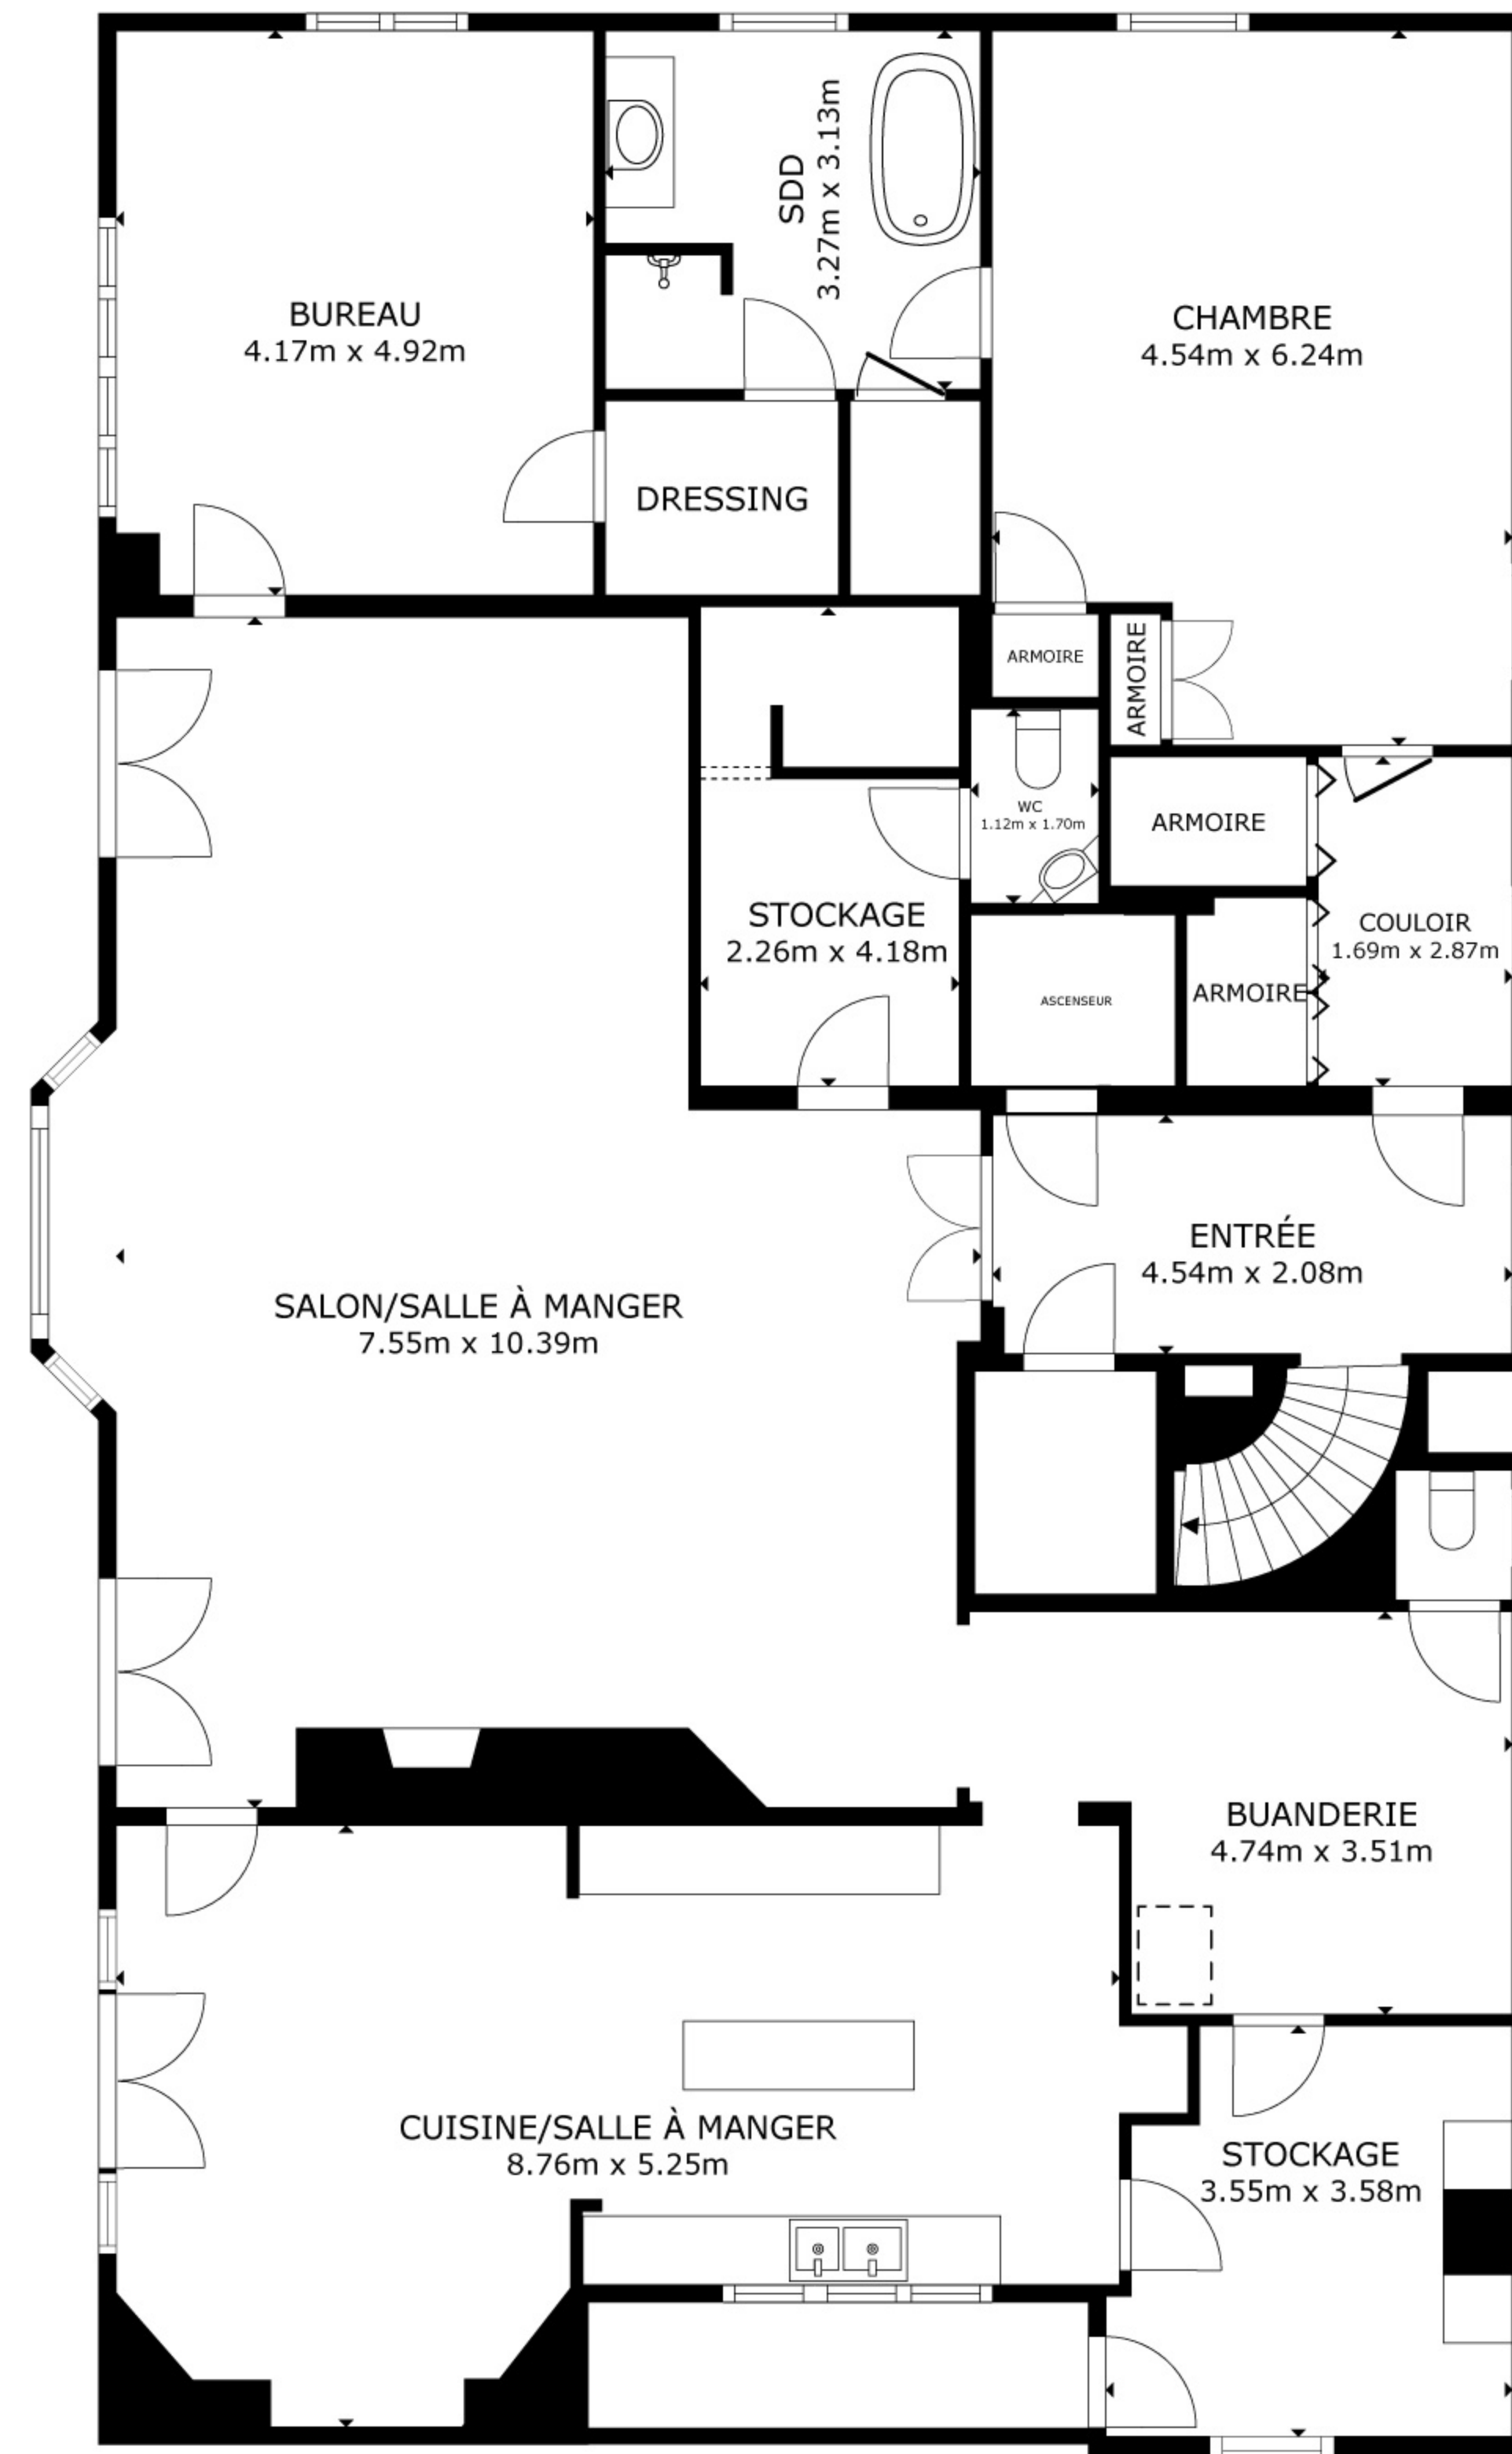 SDD
3.27m x 3.13m
BUREAU
4.17m x 4.92m
CHAMBRE
4.54m x 6.24m
DRESSING
ARMOIRE
ARMOIRE
WC
1.12m x 1.70m
ARMOIRE
STOCKAGE
2.26m x 4.18m
COULOIR
1.69m x 2.87m
ARMOIRE
ASCENSEUR
ENTRÉE
4.54m x 2.08m
SALON/SALLE À MANGER
7.55m x 10.39m
BUANDERIE
4.74m x 3.51m
CUISINE/SALLE À MANGER
8.76m x 5.25m
STOCKAGE
3.55m x 3.58m